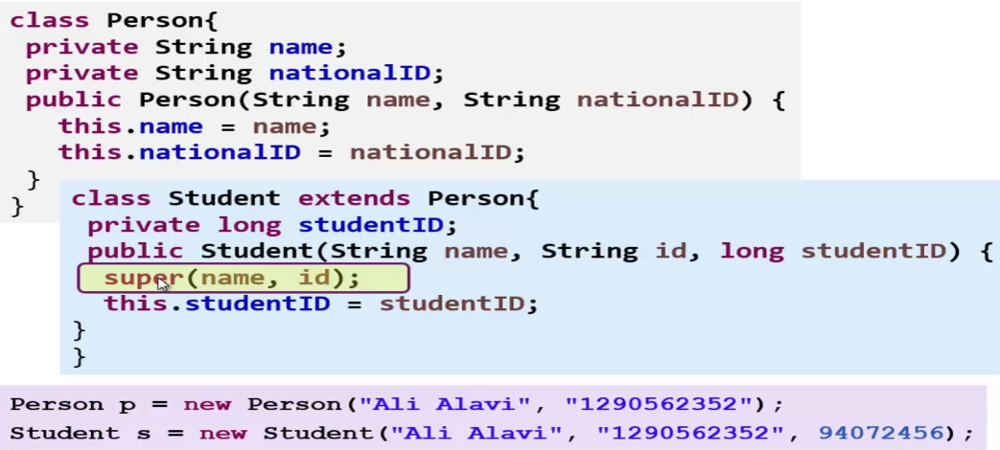 class Person{
private String name;
private String nationalID;
public Person(String name, String nationalID) {
this.name = name;
this.nationalID = nationalID;
}
}
class Student extends Person{
private long studentID;
public Student(String name, String id, long studentID) {
super(name, id);
this.studentID = studentID;
}
}
Person p = new Person("Ali Alavi", "1290562352");
Student s = new Student("Ali Alavi", "1290562352", 94072456);